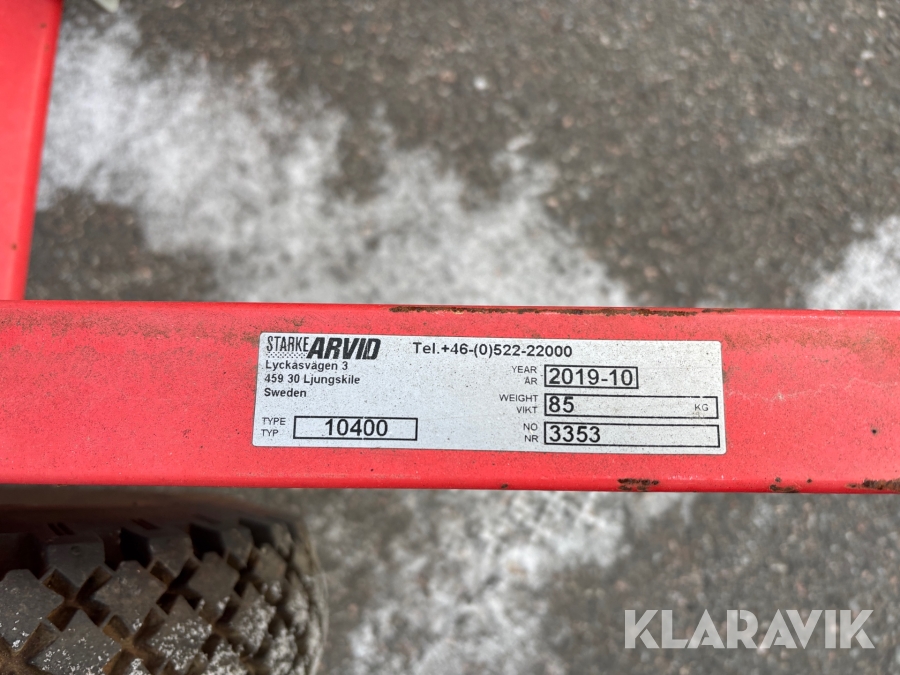 STARKE ARVID
Lyckåsvägen 3
459 30 Ljungskile
Sweden
TYPE
TYP
10400
Tel.+46-(0)522-22000
YEAR
ÅR
2019-10
WEIGHT
VIKT
85
KG
NO
NR
3353
KLARAVIK